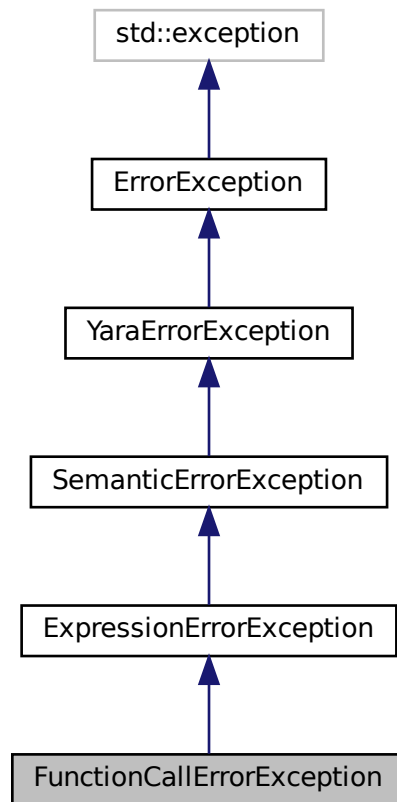 std::exception
ErrorException
YaraErrorException
SemanticErrorException
ExpressionErrorException
FunctionCallErrorException